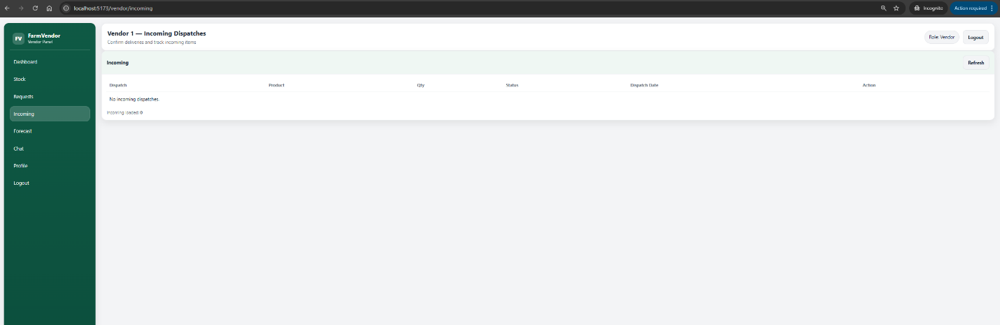 localhost:5173/vendor/incoming
Incognito
Action required
FV
FarmVendor
Vendor Panel
Dashboard
Stock
Requests
Incoming
Forecast
Chat
Profile
Logout
Vendor 1 — Incoming Dispatches
Confirm deliveries and track incoming items
Role: Vendor
Logout
Incoming
Refresh
Dispatch Product Qty Status Dispatch Date Action
No incoming dispatches.
Incoming loaded: 0